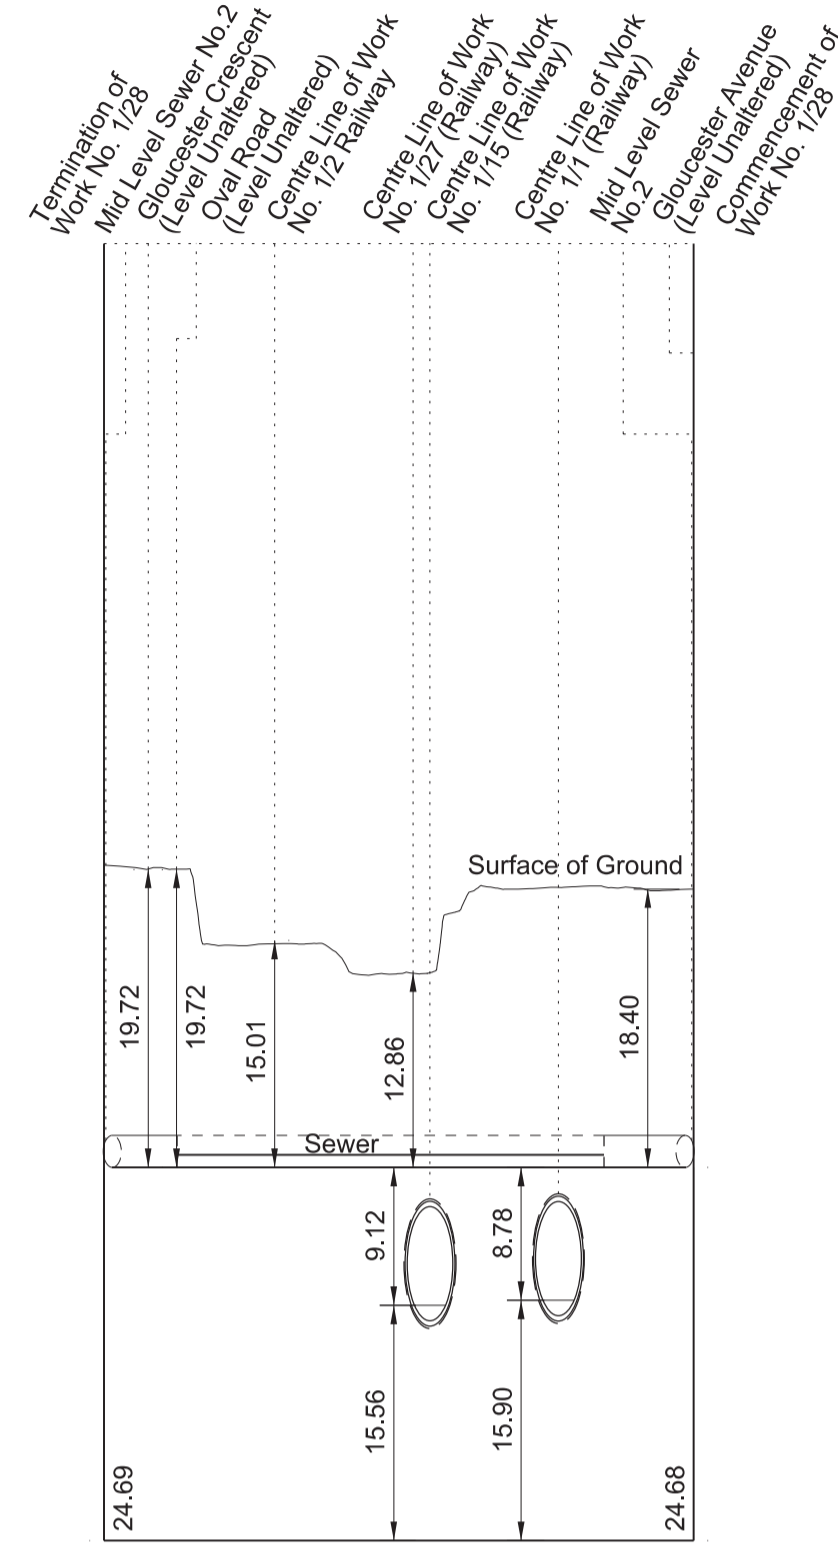 Termination of
Work No. 1/28
Mid Level Sewer No.2
Gloucester Crescent
(Level Unaltered)
Oval Road
(Level Unaltered)
Centre Line of Work
No. 1/2 Railway
Centre Line of Work
No. 1/27 (Railway)
Centre Line of Work
No. 1/15 (Railway)
Centre Line of Work
No. 1/1 (Railway)
Mid Level Sewer
No.2
Gloucester Avenue
(Level Unaltered)
Commencement of
Work No. 1/28
Surface of Ground
19.72
19.72
15.01
12.86
18.40
Sewer
9.12
8.78
15.56
15.90
24.69
24.68